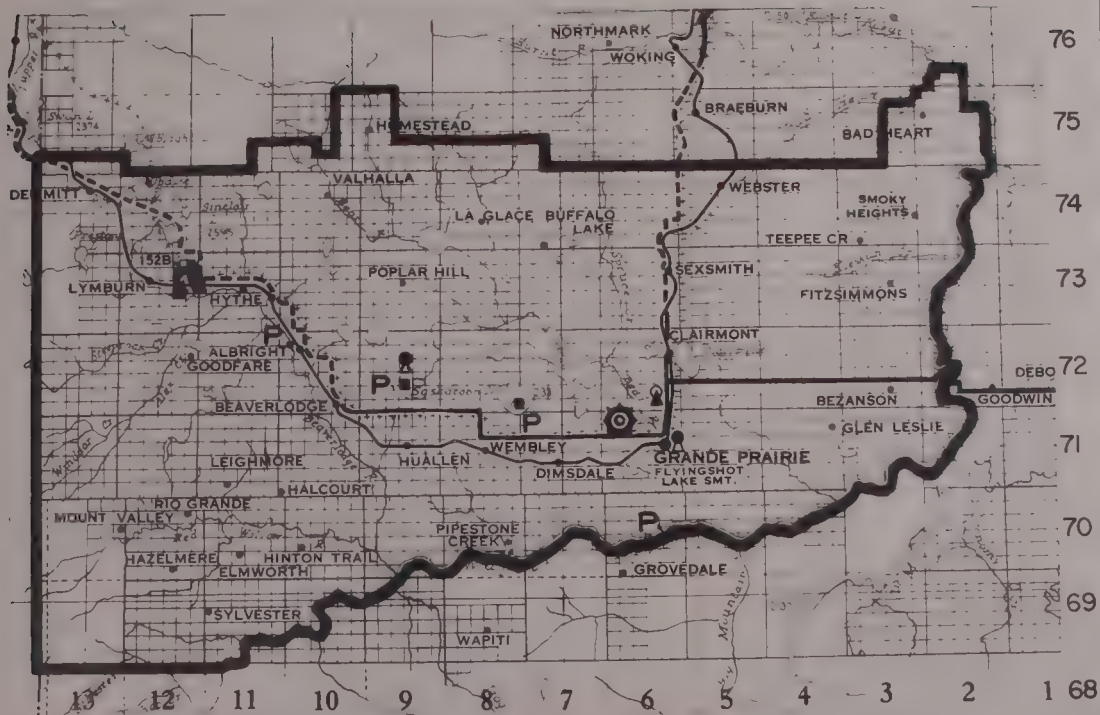 NORTHMARK
76
WOKING
BRAEBURN
HOMESTEAD
BAD HEART
75
VALHALLA
WEBSTER
LA GLACE BUFFALO
LAKE
SMOKY
HEIGHTS
74
TEEPEE CR
152B
POPLAR HILL
SEXSMITH
LYMBURN
HYTHE
FITZSIMMONS
73
P
CLAIRMONT
ALBRIGHT
GOODFARE
P
72
DEBO
BEAVERLODGE
P
BEZANSON
GOODWIN
GLEN LESLIE
71
HUALLEN
WEMBLEY
DIMSDALE
GRANDE PRAIRIE
FLYINGSHOT
LAKE SMT.
LEIGHMORE
HALCOURT
RIO GRANDE
MOUNT VALLEY
PIPESTONE
CREEK
P
70
HAZELMERE
HINTON TRAIL
ELMWORTH
GROVEDALE
SYLVESTER
WAPITI
Mountain
69
13 12 11 10 9 8 7 6 5 4 3 2 1 68